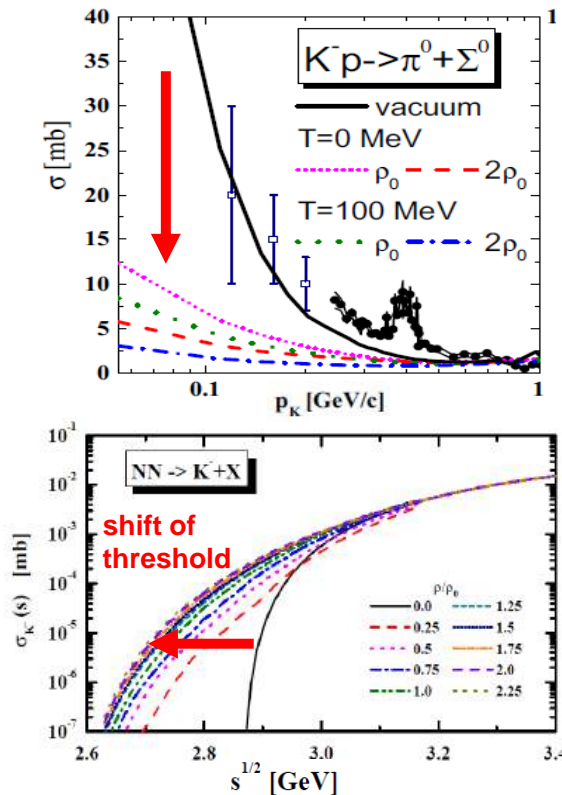 40
35
30
25
20
15
10
5
0
σ [mb]
1
K⁻p->π⁰+Σ⁰
vacuum
T=0 MeV
ρ₀ 2ρ₀
T=100 MeV
ρ₀ 2ρ₀
0.1 1
p_K [GeV/c]
10⁻¹
10⁻²
10⁻³
10⁻⁴
10⁻⁵
10⁻⁶
10⁻⁷
σ_K⁻(s) [mb]
NN -> K⁻+X
shift of
threshold
ρ/ρ₀
0.0 1.25
0.25 1.5
0.5 1.75
0.75 2.0
1.0 2.25
2.6 2.8 3.0 3.2 3.4
s^1/2 [GeV]